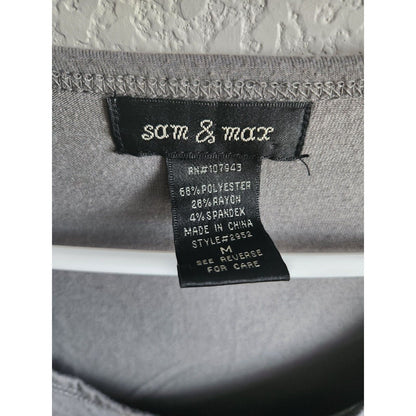 sam & max
RN#107943
68%POLYESTER
28%RAYON
4%SPANDEX
MADE IN CHINA
STYLE#2952
M
SEE REVERSE
FOR CARE